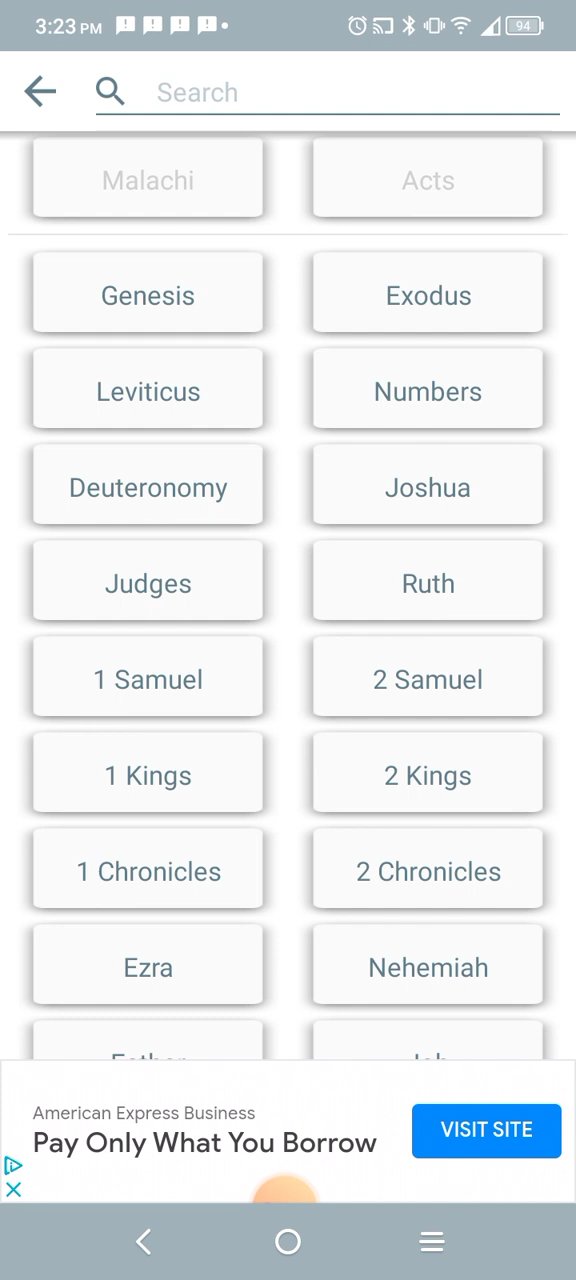 3:23 PM
94
Search
Malachi Acts
Genesis Exodus
Leviticus Numbers
Deuteronomy Joshua
Judges Ruth
1 Samuel 2 Samuel
1 Kings 2 Kings
1 Chronicles 2 Chronicles
Ezra Nehemiah
American Express Business
Pay Only What You Borrow
VISIT SITE